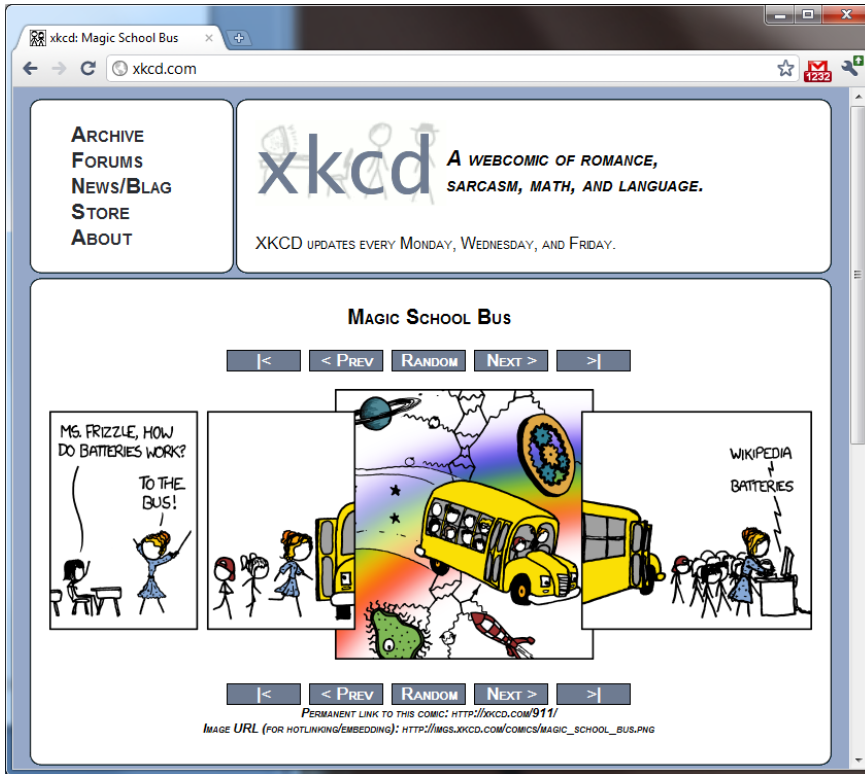 xkcd: Magic School Bus
xkcd.com
1232
ARCHIVE
FORUMS
NEWS/BLAG
STORE
ABOUT
xkcd
A WEBCOMIC OF ROMANCE,
SARCASM, MATH, AND LANGUAGE.
XKCD UPDATES EVERY MONDAY, WEDNESDAY, AND FRIDAY.
MAGIC SCHOOL BUS
|< < PREV RANDOM NEXT > >|
MS. FRIZZLE, HOW
DO BATTERIES WORK?
TO THE
BUS!
WIKIPEDIA
BATTERIES
|< < PREV RANDOM NEXT > >|
PERMANENT LINK TO THIS COMIC: HTTP://XKCD.COM/911/
IMAGE URL (FOR HOTLINKING/EMBEDDING): HTTP://IMGS.XKCD.COM/COMICS/MAGIC_SCHOOL_BUS.PNG